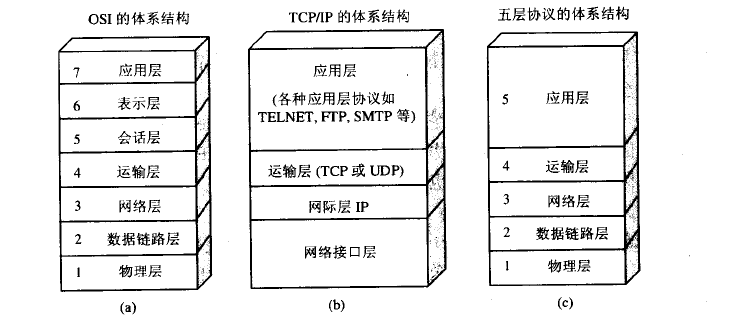 OSI 的体系结构
TCP/IP 的体系结构
五层协议的体系结构
7 应用层
6 表示层
5 会话层
4 运输层
3 网络层
2 数据链路层
1 物理层
(a)
应用层
(各种应用层协议如
TELNET, FTP, SMTP 等)
运输层 (TCP 或 UDP)
网际层 IP
网络接口层
(b)
5 应用层
4 运输层
3 网络层
2 数据链路层
1 物理层
(c)